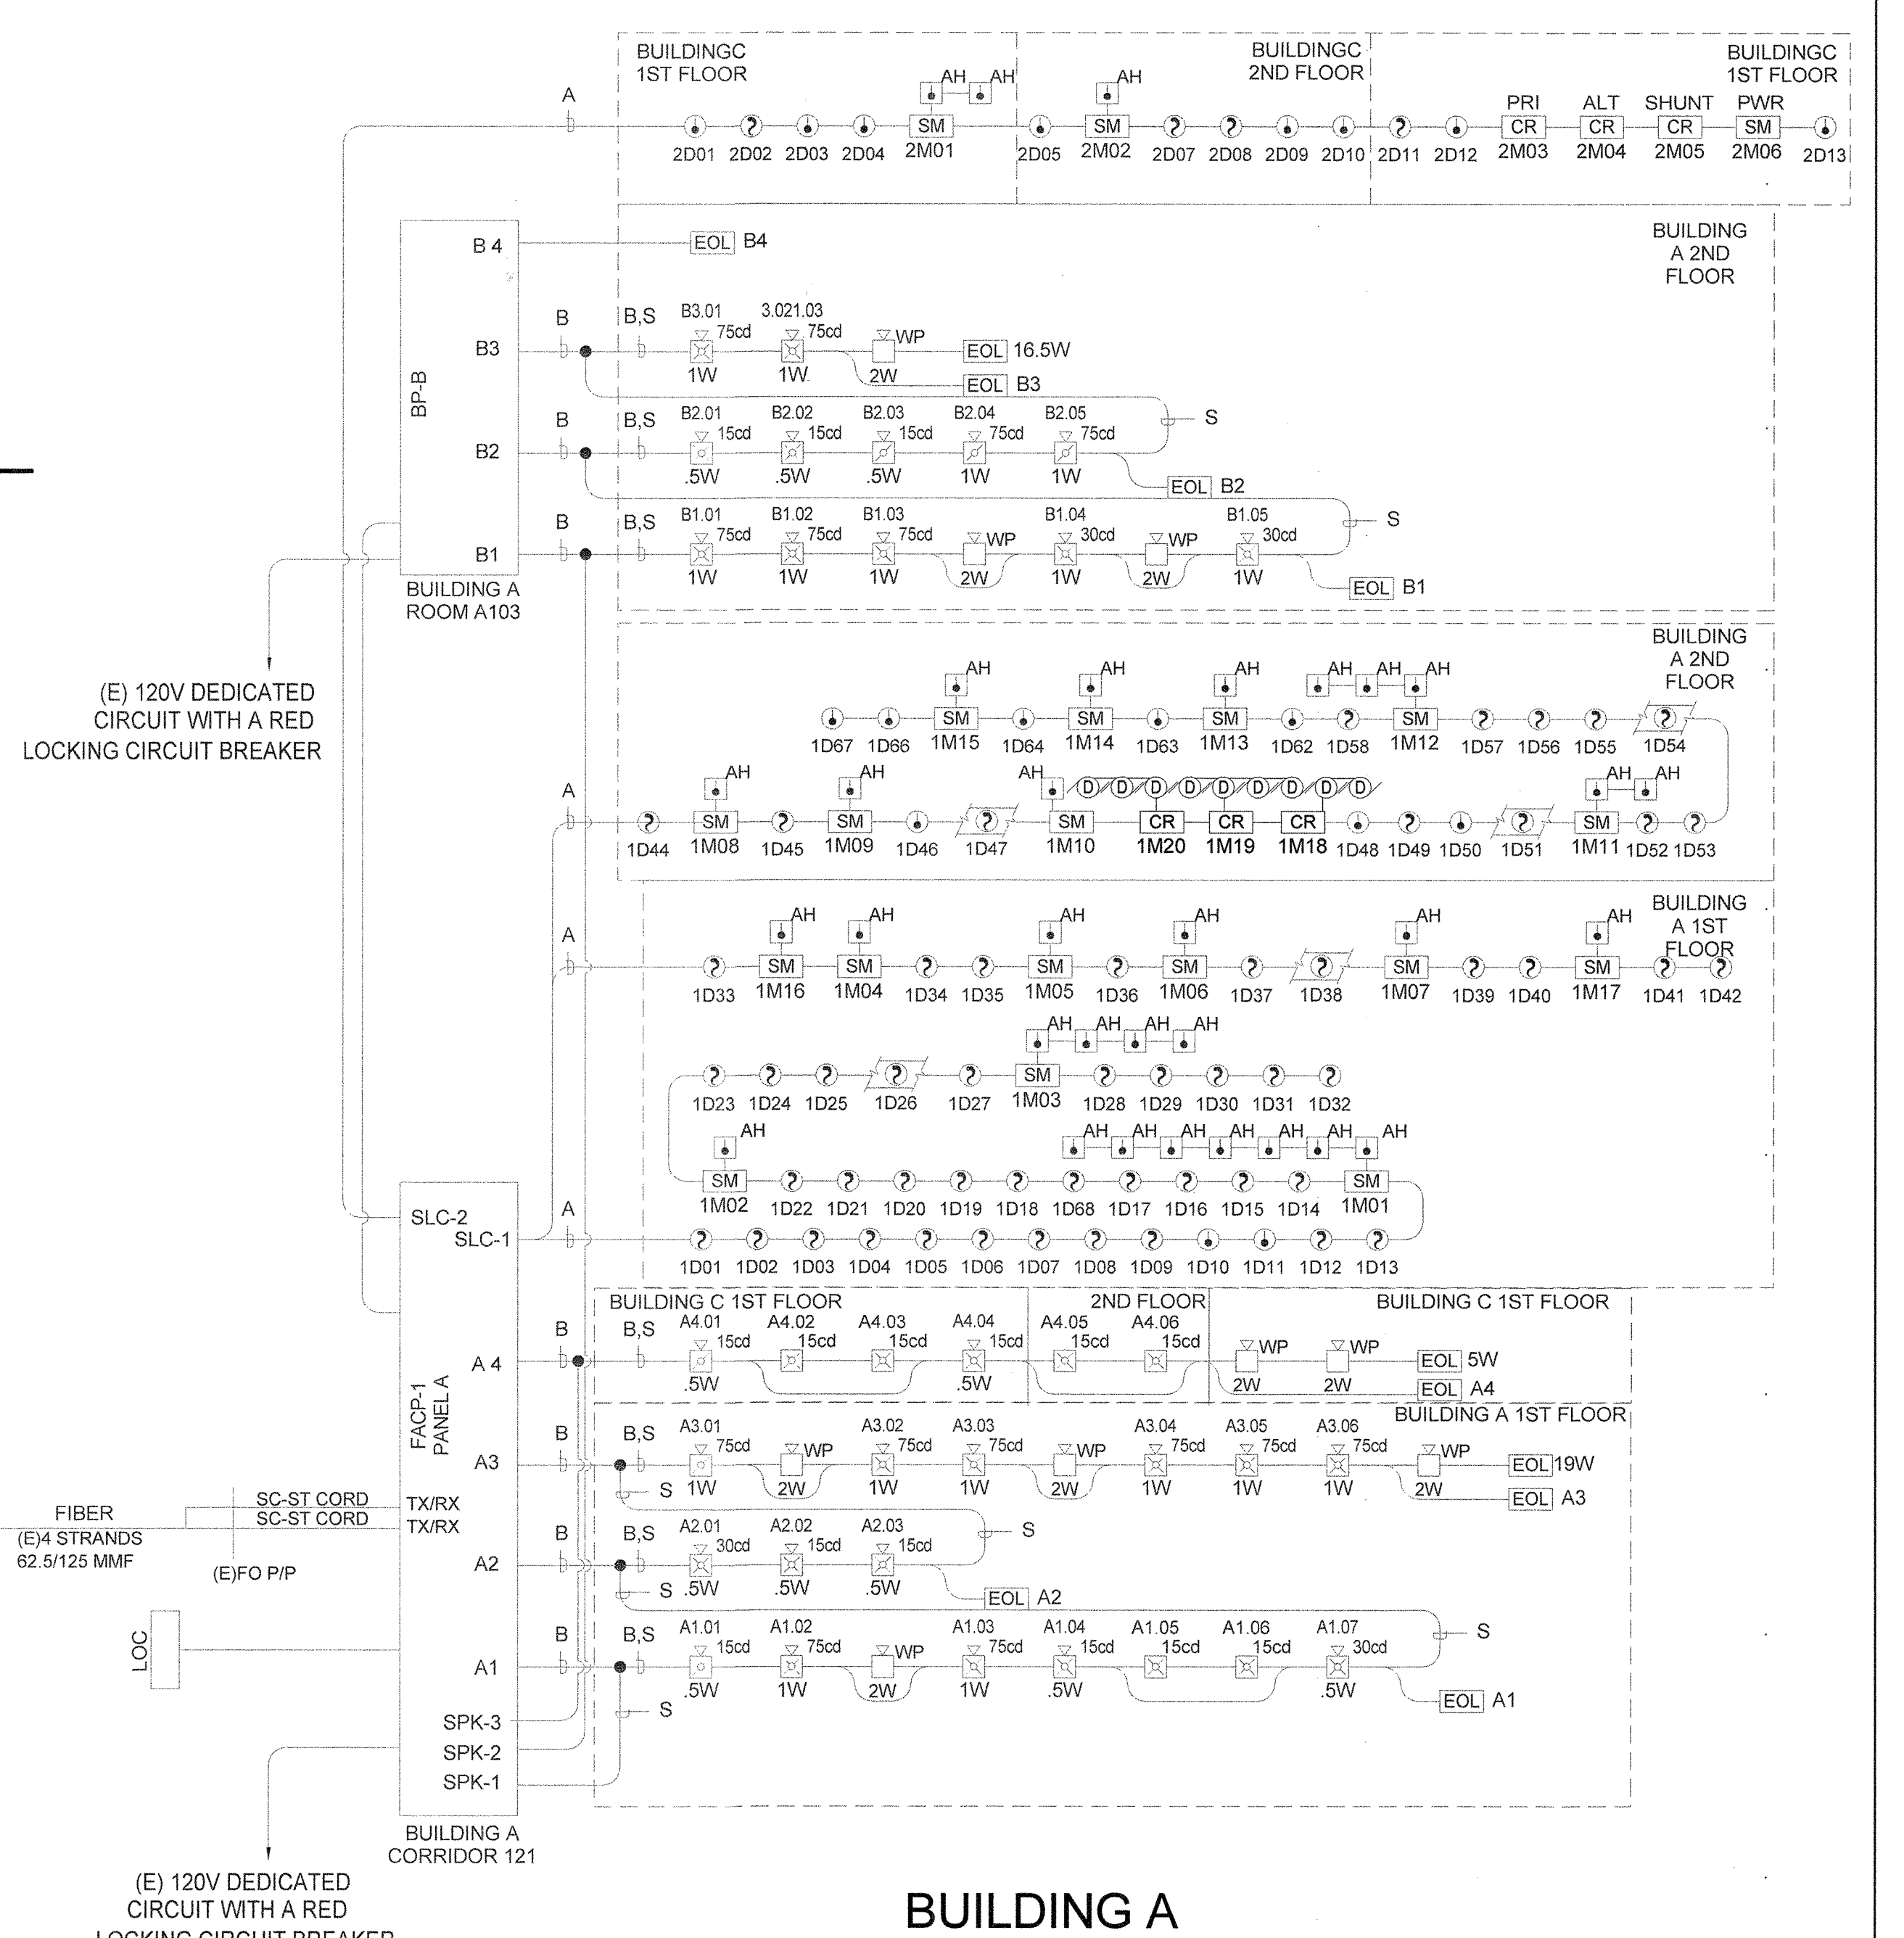 BUILDINGC
1ST FLOOR
BUILDINGC
2ND FLOOR
BUILDINGC
1ST FLOOR
A
AH AH
AH
PRI ALT SHUNT PWR
SM SM CR CR CR SM
2D01 2D02 2D03 2D04 2M01 2D05 2M02 2D07 2D08 2D09 2D10 2D11 2D12 2M03 2M04 2M05 2M06 2D13
BUILDING
A 2ND
FLOOR
B 4
EOL B4
B B,S B3.01 3.021.03
75cd 75cd WP
B3
EOL 16.5W
1W 1W 2W
EOL B3
BP-B
B B,S B2.01 B2.02 B2.03 B2.04 B2.05
S
15cd 15cd 15cd 75cd 75cd
B2
.5W .5W .5W 1W 1W
EOL B2
B B,S B1.01 B1.02 B1.03 B1.04 B1.05
S
75cd 75cd 75cd WP 30cd WP 30cd
B1
1W 1W 1W 2W 1W 2W 1W
EOL B1
BUILDING A
ROOM A103
(E) 120V DEDICATED
CIRCUIT WITH A RED
LOCKING CIRCUIT BREAKER
BUILDING
A 2ND
FLOOR
AH AH AH AH AH AH
SM SM SM SM
1D67 1D66 1M15 1D64 1M14 1D63 1M13 1D62 1D58 1M12 1D57 1D56 1D55 1D54
A
AH AH AH D D D D D D D D D AH AH
SM SM SM CR CR CR SM
1D44 1M08 1D45 1M09 1D46 1D47 1M10 1M20 1M19 1M18 1D48 1D49 1D50 1D51 1M11 1D52 1D53
BUILDING
A 1ST
FLOOR
A
AH AH AH AH AH AH
SM SM SM SM SM SM
1D33 1M16 1M04 1D34 1D35 1M05 1D36 1M06 1D37 1D38 1M07 1D39 1D40 1M17 1D41 1D42
AH AH AH AH
SM
1D23 1D24 1D25 1D26 1D27 1M03 1D28 1D29 1D30 1D31 1D32
AH AH AH AH AH AH AH AH
SM SM
1M02 1D22 1D21 1D20 1D19 1D18 1D68 1D17 1D16 1D15 1D14 1M01
SLC-2
SLC-1
A
1D01 1D02 1D03 1D04 1D05 1D06 1D07 1D08 1D09 1D10 1D11 1D12 1D13
BUILDING C 1ST FLOOR
2ND FLOOR
BUILDING C 1ST FLOOR
B B,S A4.01 A4.02 A4.03 A4.04 A4.05 A4.06
15cd 15cd 15cd 15cd 15cd 15cd WP WP
A 4
EOL 5W
.5W .5W 2W 2W
EOL A4
FACP-1
PANEL A
BUILDING A 1ST FLOOR
B B,S A3.01 A3.02 A3.03 A3.04 A3.05 A3.06
75cd WP 75cd 75cd WP 75cd 75cd 75cd WP
A3
EOL 19W
S 1W 2W 1W 1W 2W 1W 1W 1W 2W
EOL A3
SC-ST CORD TX/RX
SC-ST CORD TX/RX
FIBER
(E)4 STRANDS
62.5/125 MMF
(E)FO P/P
B B,S A2.01 A2.02 A2.03
S
30cd 15cd 15cd
A2
S .5W .5W .5W
EOL A2
LOC
B B,S A1.01 A1.02 A1.03 A1.04 A1.05 A1.06 A1.07
S
15cd 75cd WP 75cd 15cd 15cd 15cd 30cd
A1
.5W 1W 2W 1W .5W .5W
EOL A1
S
SPK-3
SPK-2
SPK-1
BUILDING A
CORRIDOR 121
(E) 120V DEDICATED
CIRCUIT WITH A RED
LOCKING CIRCUIT BREAKER
BUILDING A